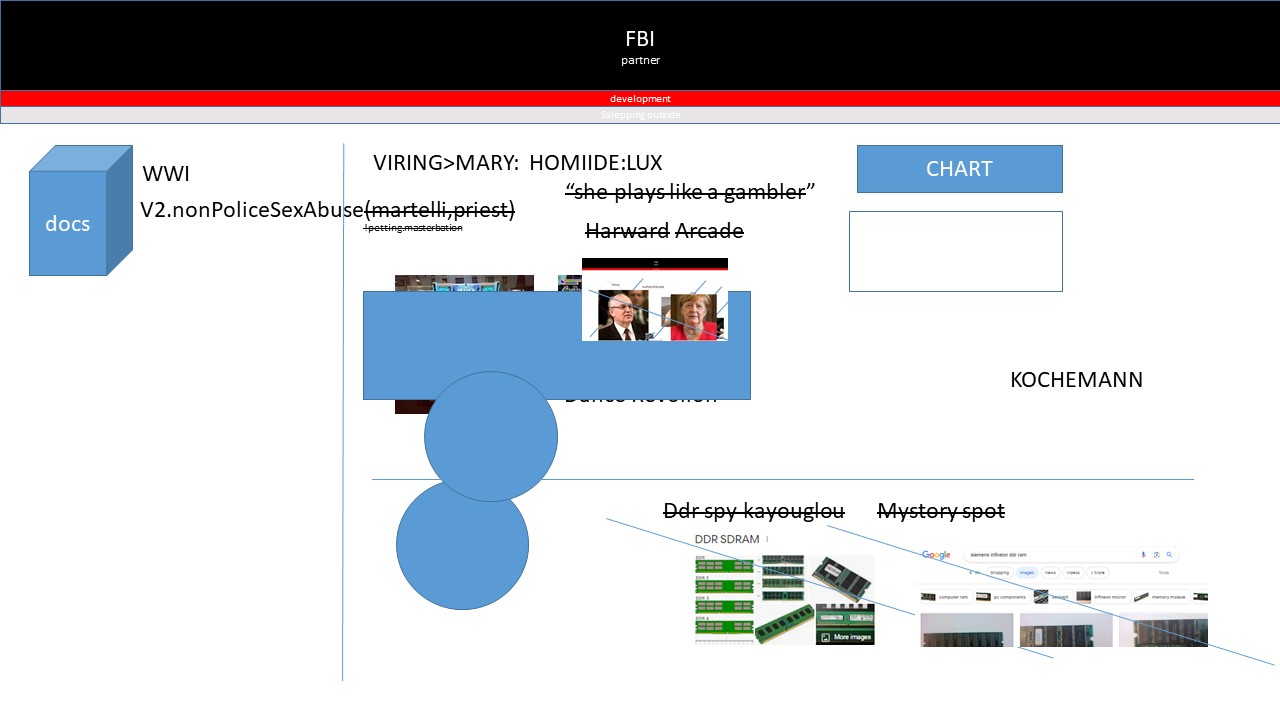 FBI
partner
development
Sslepping outside
docs
WWI
V2.nonPoliceSexAbuse(martelli,priest)
!petting.masterbation
VIRING>MARY: HOMIIDE:LUX
“she plays like a gambler”
Harward Arcade
CHART
KOCHEMANN
Ddr spy kayouglou
Mystory spot
DDR SDRAM
DDR 2
DDR 3
DDR 4
More images
Google
siemens infineon ddr ram
All Shopping Images News Videos More
Tools
computer ram
pc components
infineon micron
memory module